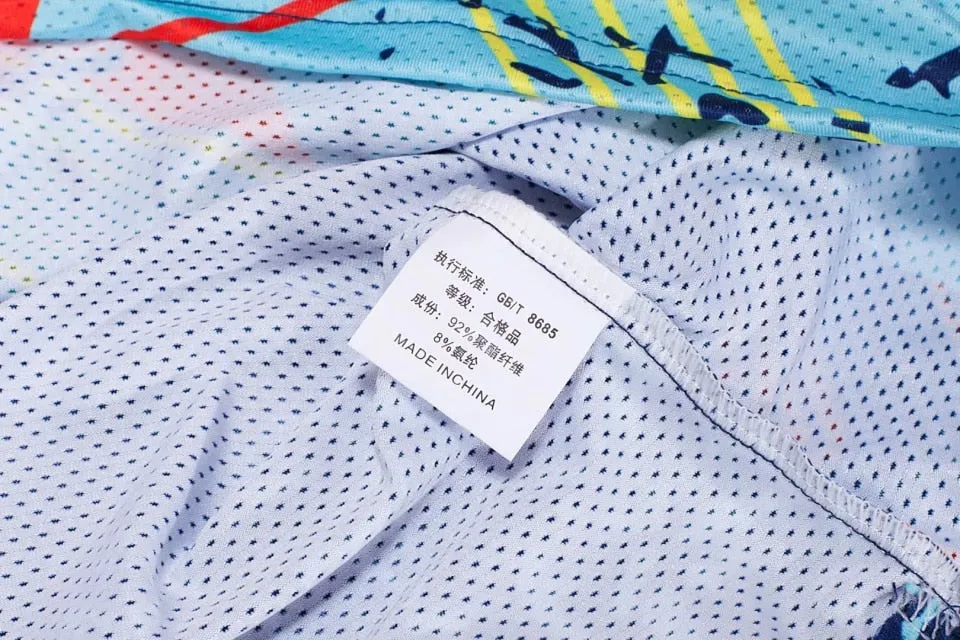 执行标准：GB/T 8685
等级：合格品
成份：92%聚酯纤维
8%氨纶
MADE INCHINA